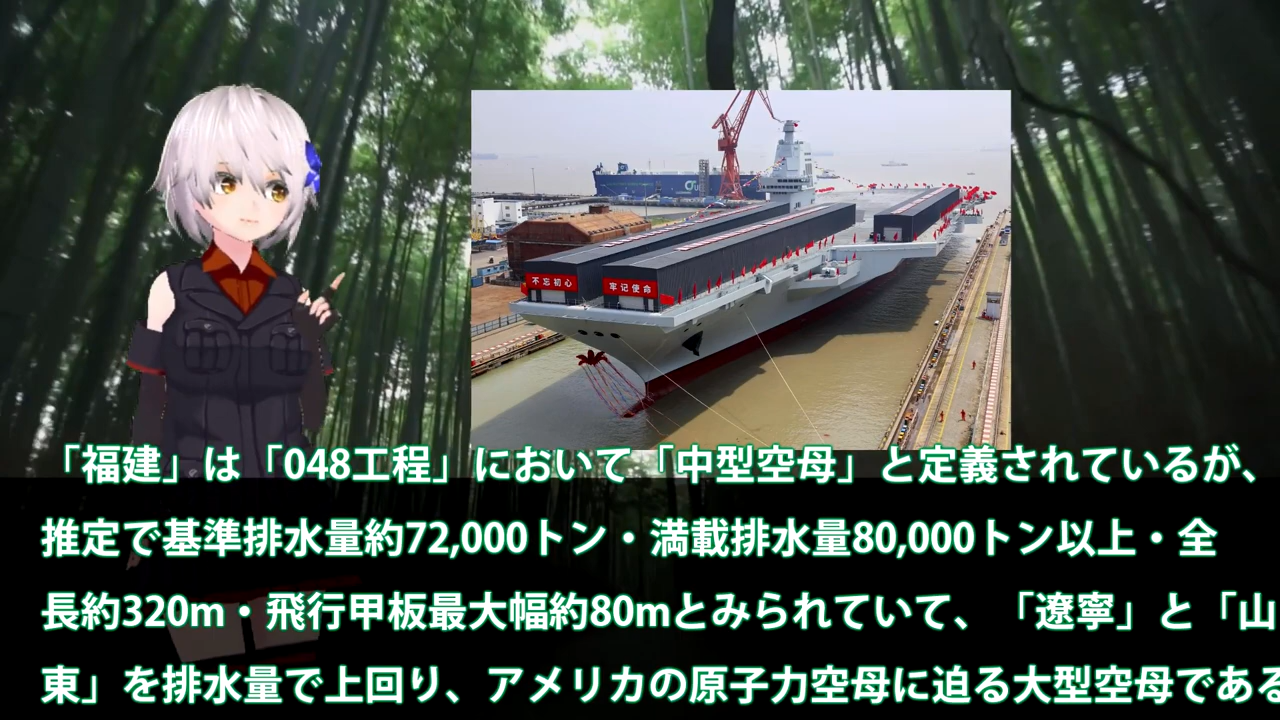 不忘初心
牢记使命
「福建」は「048工程」において「中型空母」と定義されているが、
推定で基準排水量約72,000トン・満載排水量80,000トン以上・全
長約320m・飛行甲板最大幅約80mとみられていて、「遼寧」と「山
東」を排水量で上回り、アメリカの原子力空母に迫る大型空母である